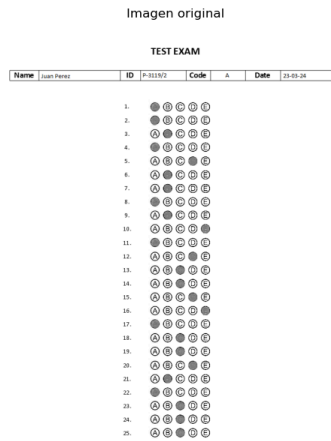 Imagen original
TEST EXAM
Name Juan Perez ID P-3119/2 Code A Date 23-03-24
1. B C D E
2. B C D E
3. A C D E
4. B C D E
5. A B C E
6. A C D E
7. A C D E
8. B C D E
9. A C D E
10. A B C D
11. B C D E
12. A B C E
13. A B D E
14. A B D E
15. A B C E
16. A B C D
17. B C D E
18. A B D E
19. A B D E
20. A B C E
21. A C D E
22. B C D E
23. A B D E
24. A B D E
25. A B D E